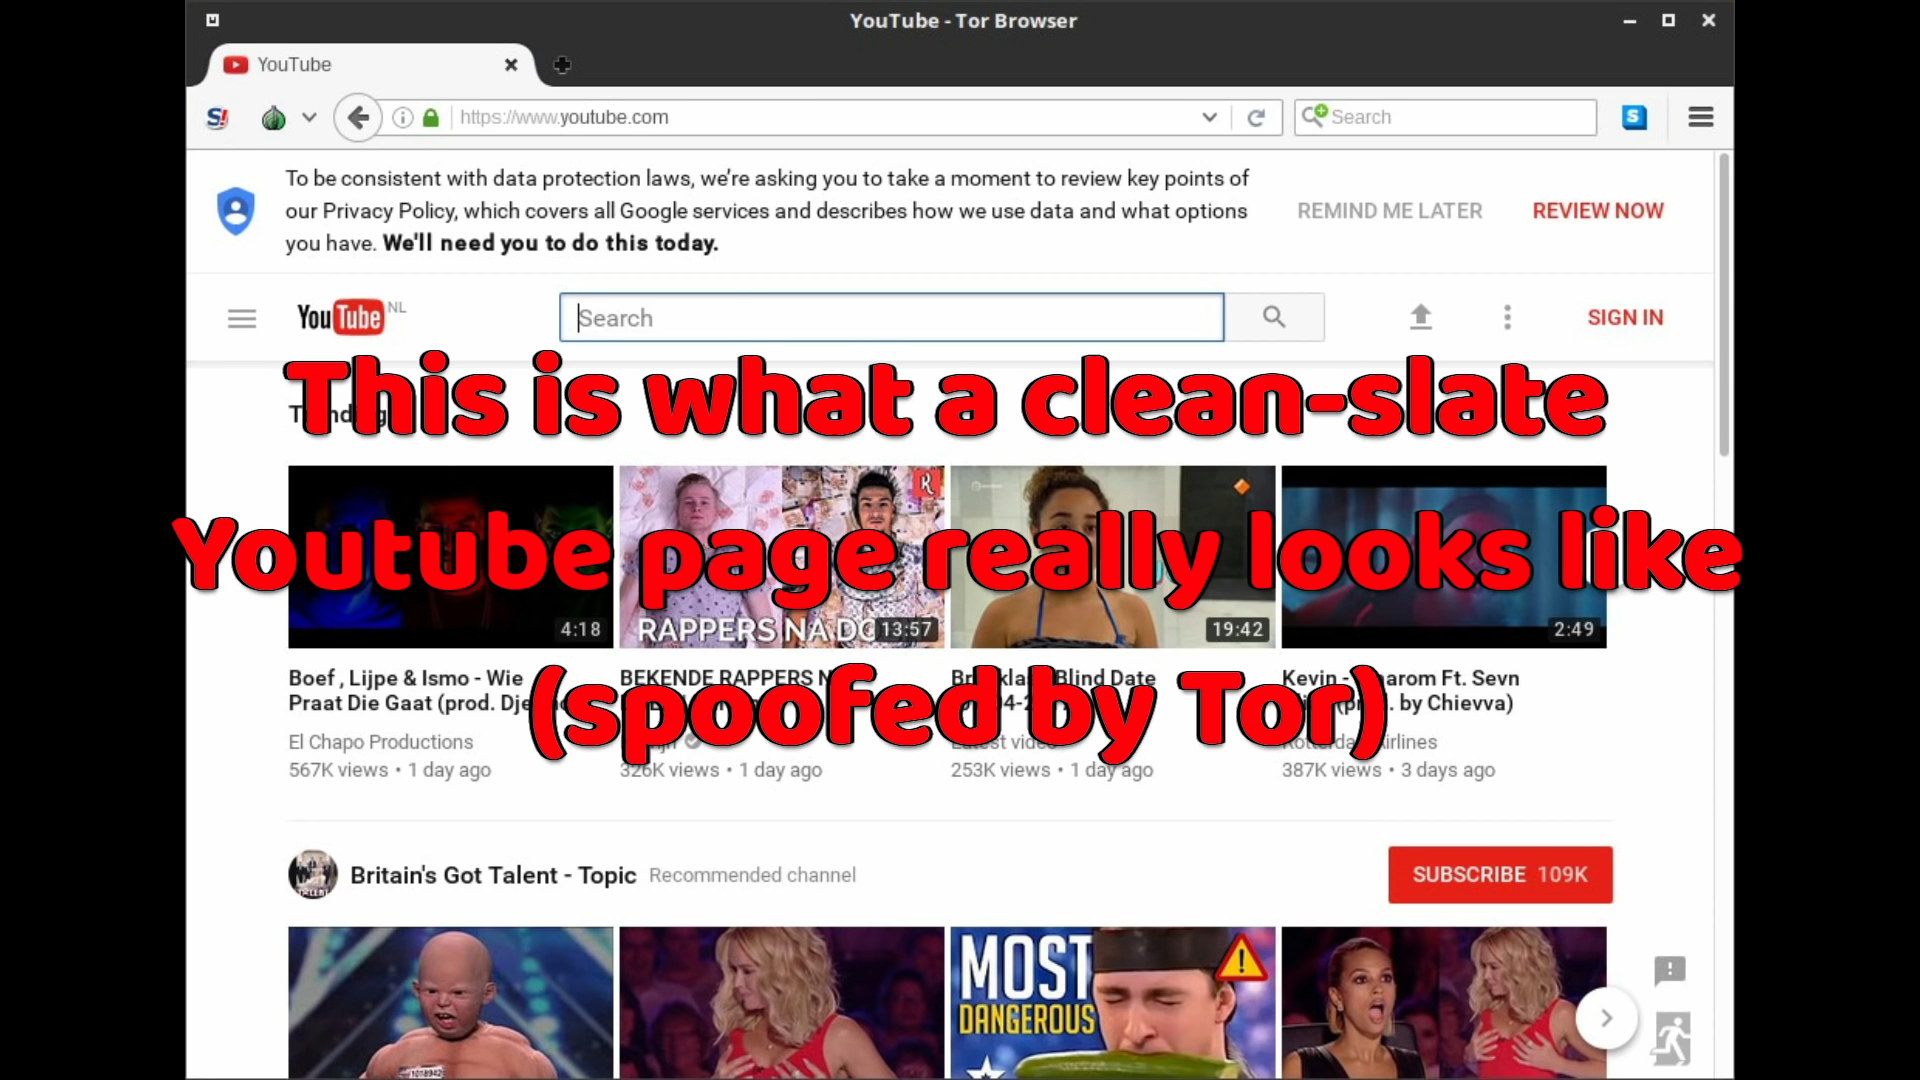 YouTube - Tor Browser
YouTube
S!
https://www.youtube.com
Search
S
To be consistent with data protection laws, we're asking you to take a moment to review key points of
our Privacy Policy, which covers all Google services and describes how we use data and what options
you have. We'll need you to do this today.
REMIND ME LATER
REVIEW NOW
YouTube NL
Search
SIGN IN
This is what a clean-slate
Youtube page really looks like
(spoofed by Tor)
4:18
R
RAPPERS NA
13:57
19:42
2:49
Boef , Lijpe & Ismo - Wie
Praat Die Gaat (prod.
El Chapo Productions
567K views • 1 day ago
BEKENDE RAPPERS
326K views • 1 day ago
Blind Date
Latest
253K views • 1 day ago
Kevin - Ft. Sevn
by Chievva)
387K views • 3 days ago
Britain's Got Talent - Topic Recommended channel
SUBSCRIBE 109K
MOST
DANGEROUS